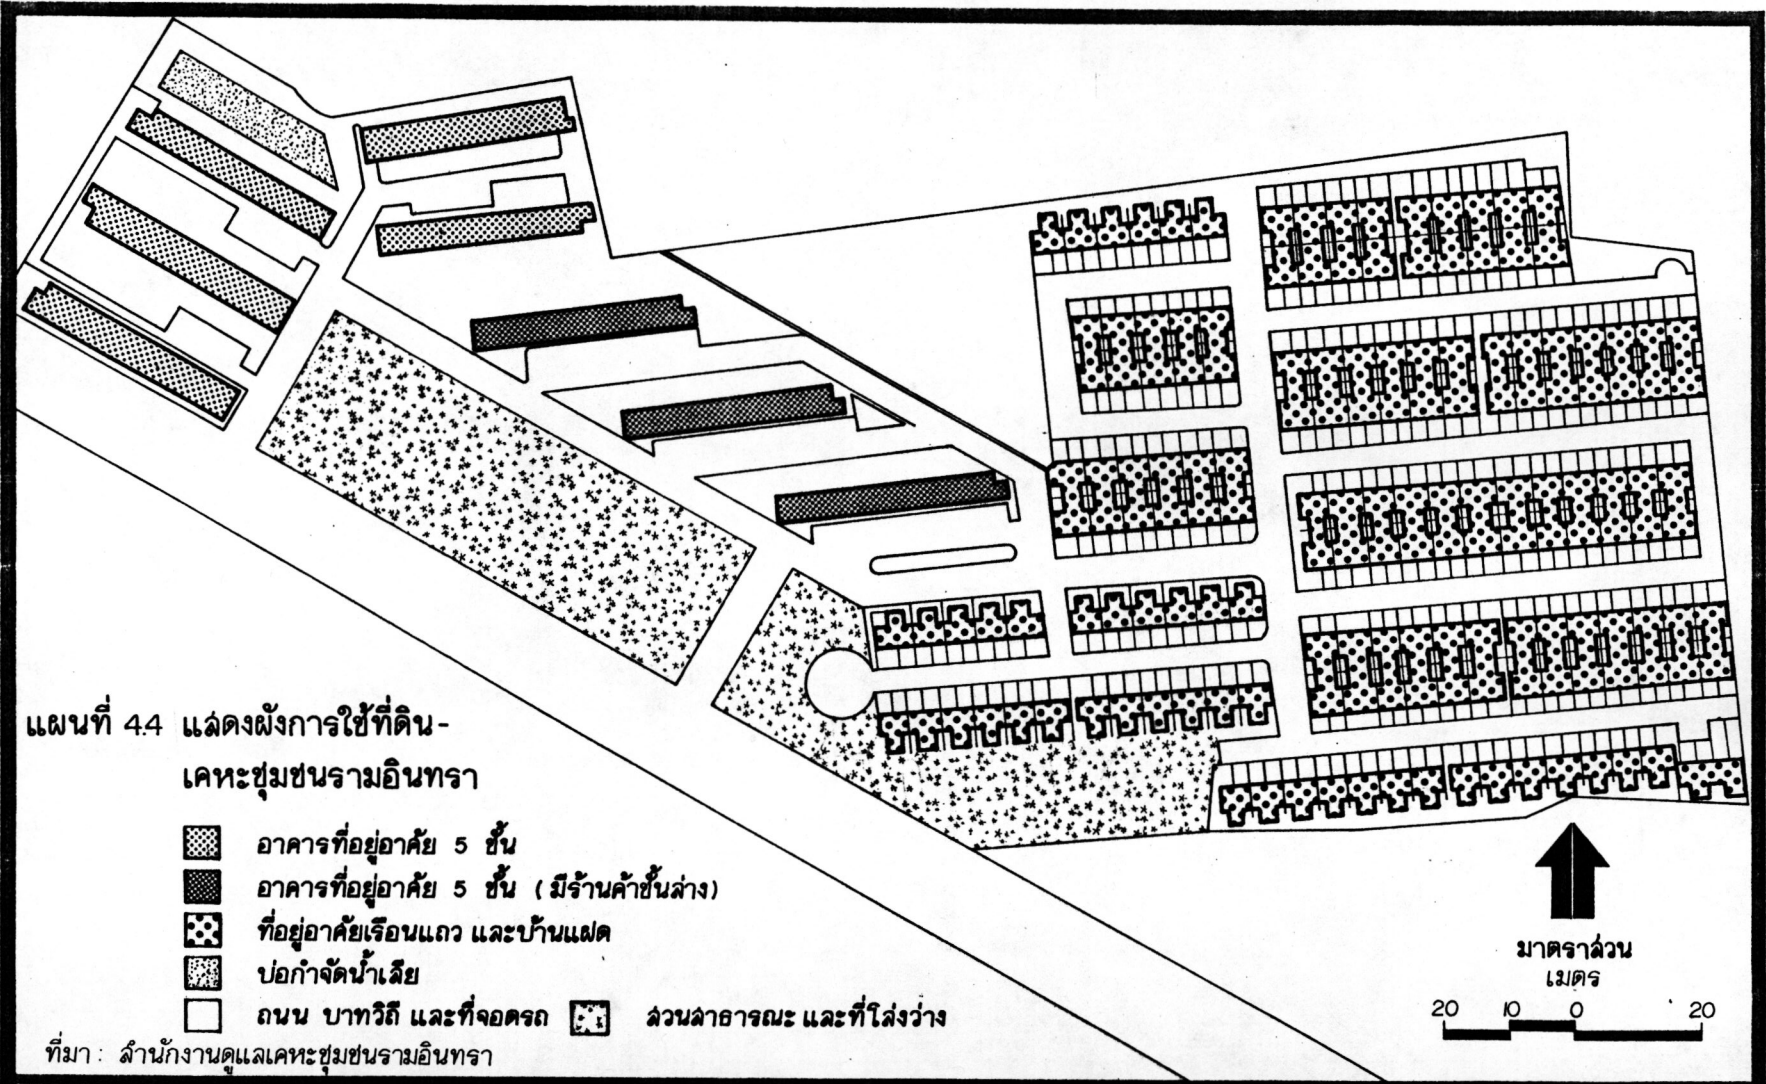 แผนที่ 4.4 แสดงผังการใช้ที่ดิน-
เคหะชุมชนรามอินทรา
อาคารที่อยู่อาศัย 5 ชั้น
อาคารที่อยู่อาศัย 5 ชั้น (มีร้านค้าชั้นล่าง)
ที่อยู่อาศัยเรือนแถว และบ้านแฝด
บ่อกำจัดน้ำเสีย
ถนน บาทวิถี และที่จอดรถ
สวนสาธารณะ และที่โล่งว่าง
ที่มา : สำนักงานดูแลเคหะชุมชนรามอินทรา
มาตราส่วน
เมตร
20 10 0 20